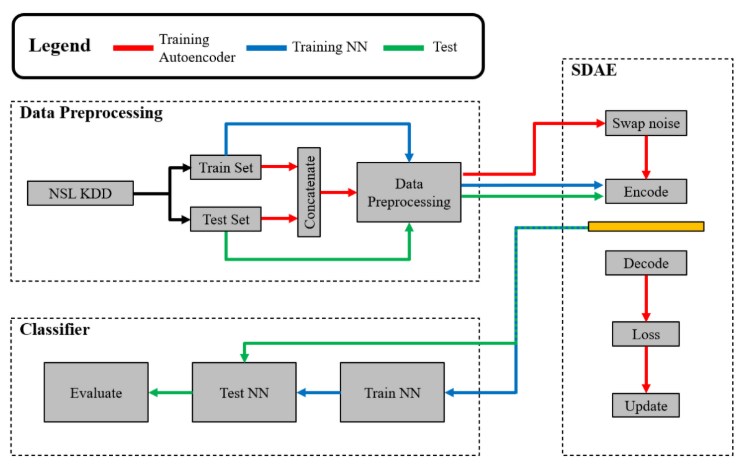 Legend
Training
Autoencoder
Training NN
Test
SDAE
Data Preprocessing
Swap noise
Train Set
NSL KDD
Concatenate
Data
Preprocessing
Encode
Test Set
Decode
Classifier
Loss
Evaluate
Test NN
Train NN
Update